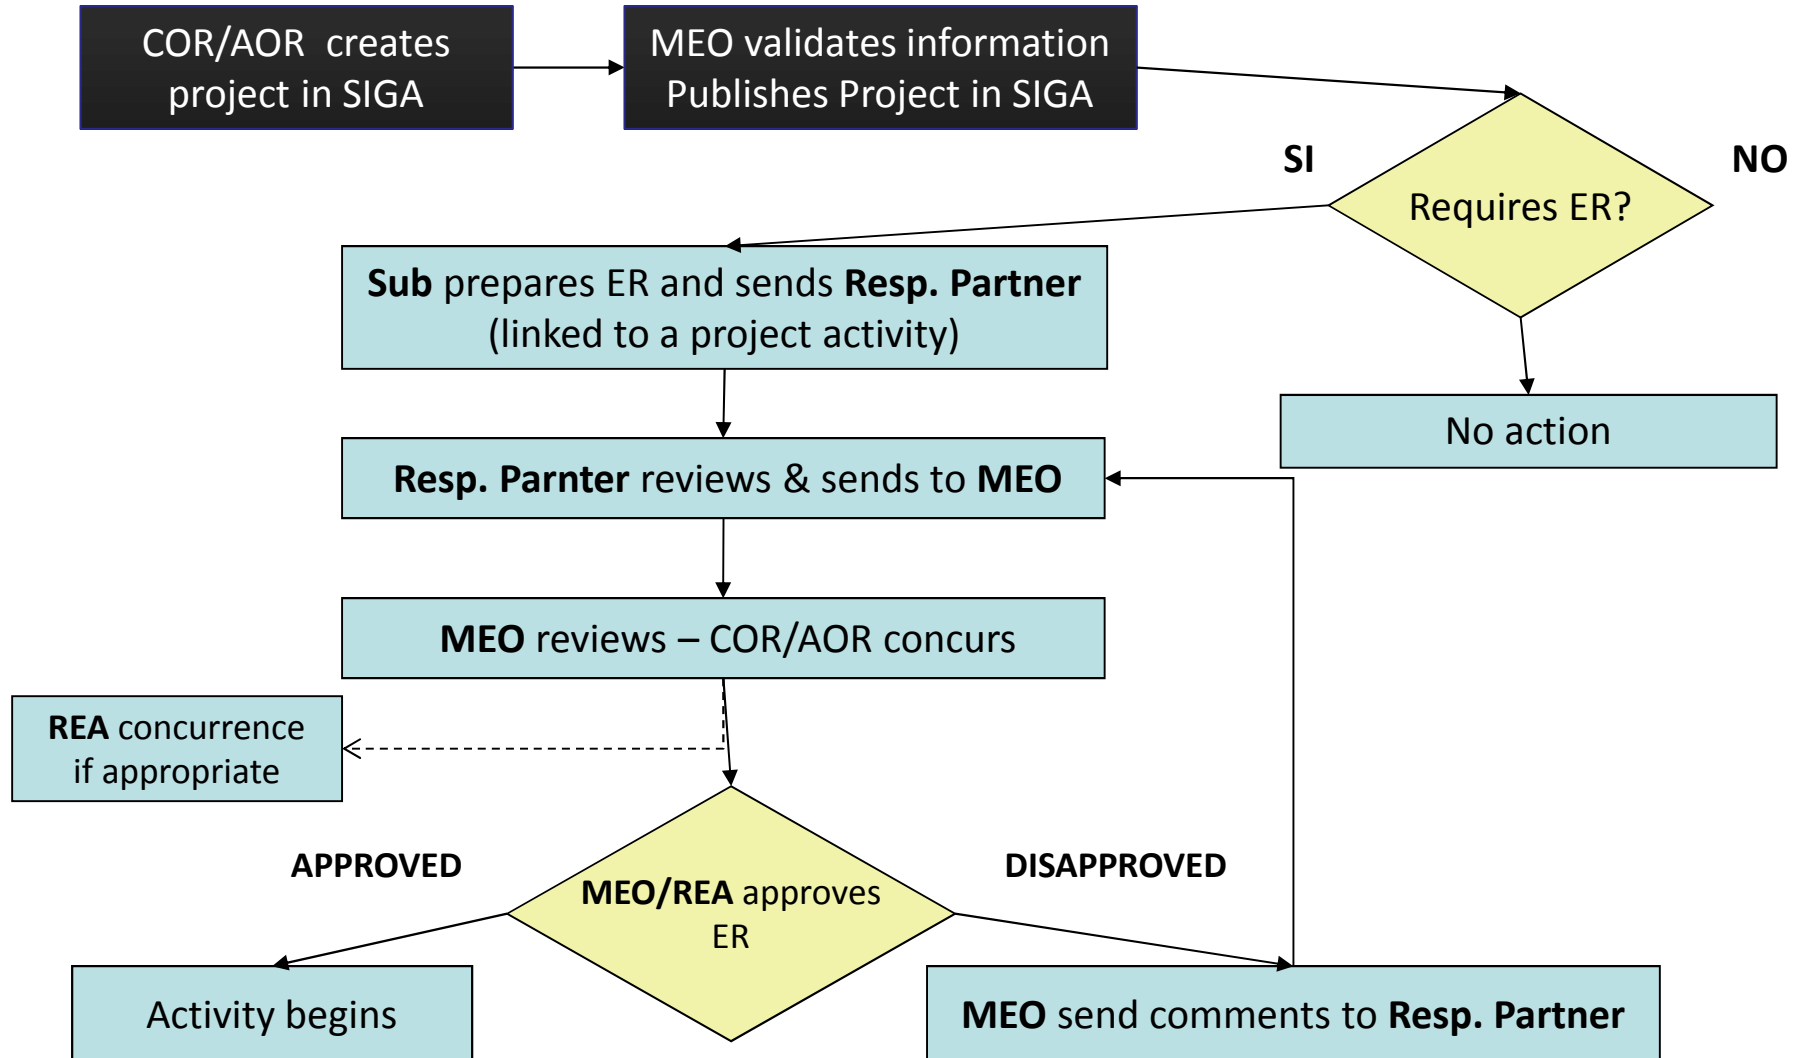 COR/AOR creates
project in SIGA
MEO validates information
Publishes Project in SIGA
SI
NO
Requires ER?
Sub prepares ER and sends Resp. Partner
(linked to a project activity)
No action
Resp. Parnter reviews & sends to MEO
MEO reviews – COR/AOR concurs
REA concurrence
if appropriate
APPROVED
DISAPPROVED
MEO/REA approves
ER
Activity begins
MEO send comments to Resp. Partner